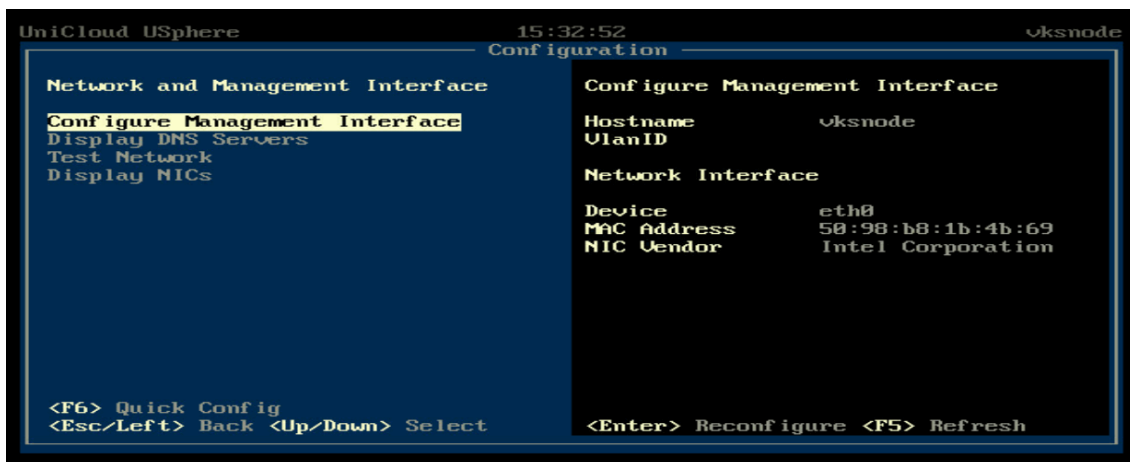 UniCloud USphere 15:32:52 vksnode
Configuration
Network and Management Interface
Configure Management Interface
Display DNS Servers
Test Network
Display NICs
<F6> Quick Config
<Esc/Left> Back <Up/Down> Select
Configure Management Interface
Hostname vksnode
VlanID
Network Interface
Device eth0
MAC Address 50:98:b8:1b:4b:69
NIC Vendor Intel Corporation
<Enter> Reconfigure <F5> Refresh